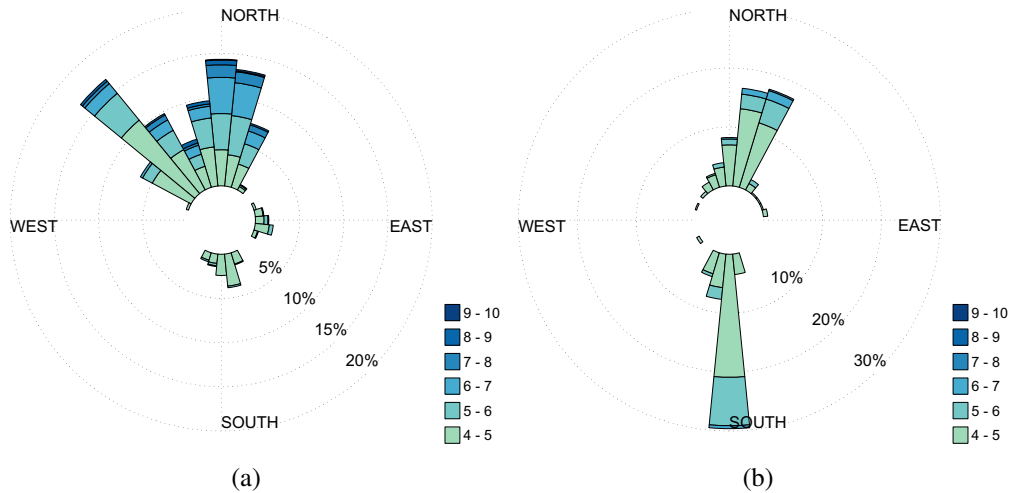 NORTH
WEST
EAST
SOUTH
5%
10%
15%
20%
9 - 10
8 - 9
7 - 8
6 - 7
5 - 6
4 - 5
(a)
NORTH
WEST
EAST
SOUTH
10%
20%
30%
9 - 10
8 - 9
7 - 8
6 - 7
5 - 6
4 - 5
(b)